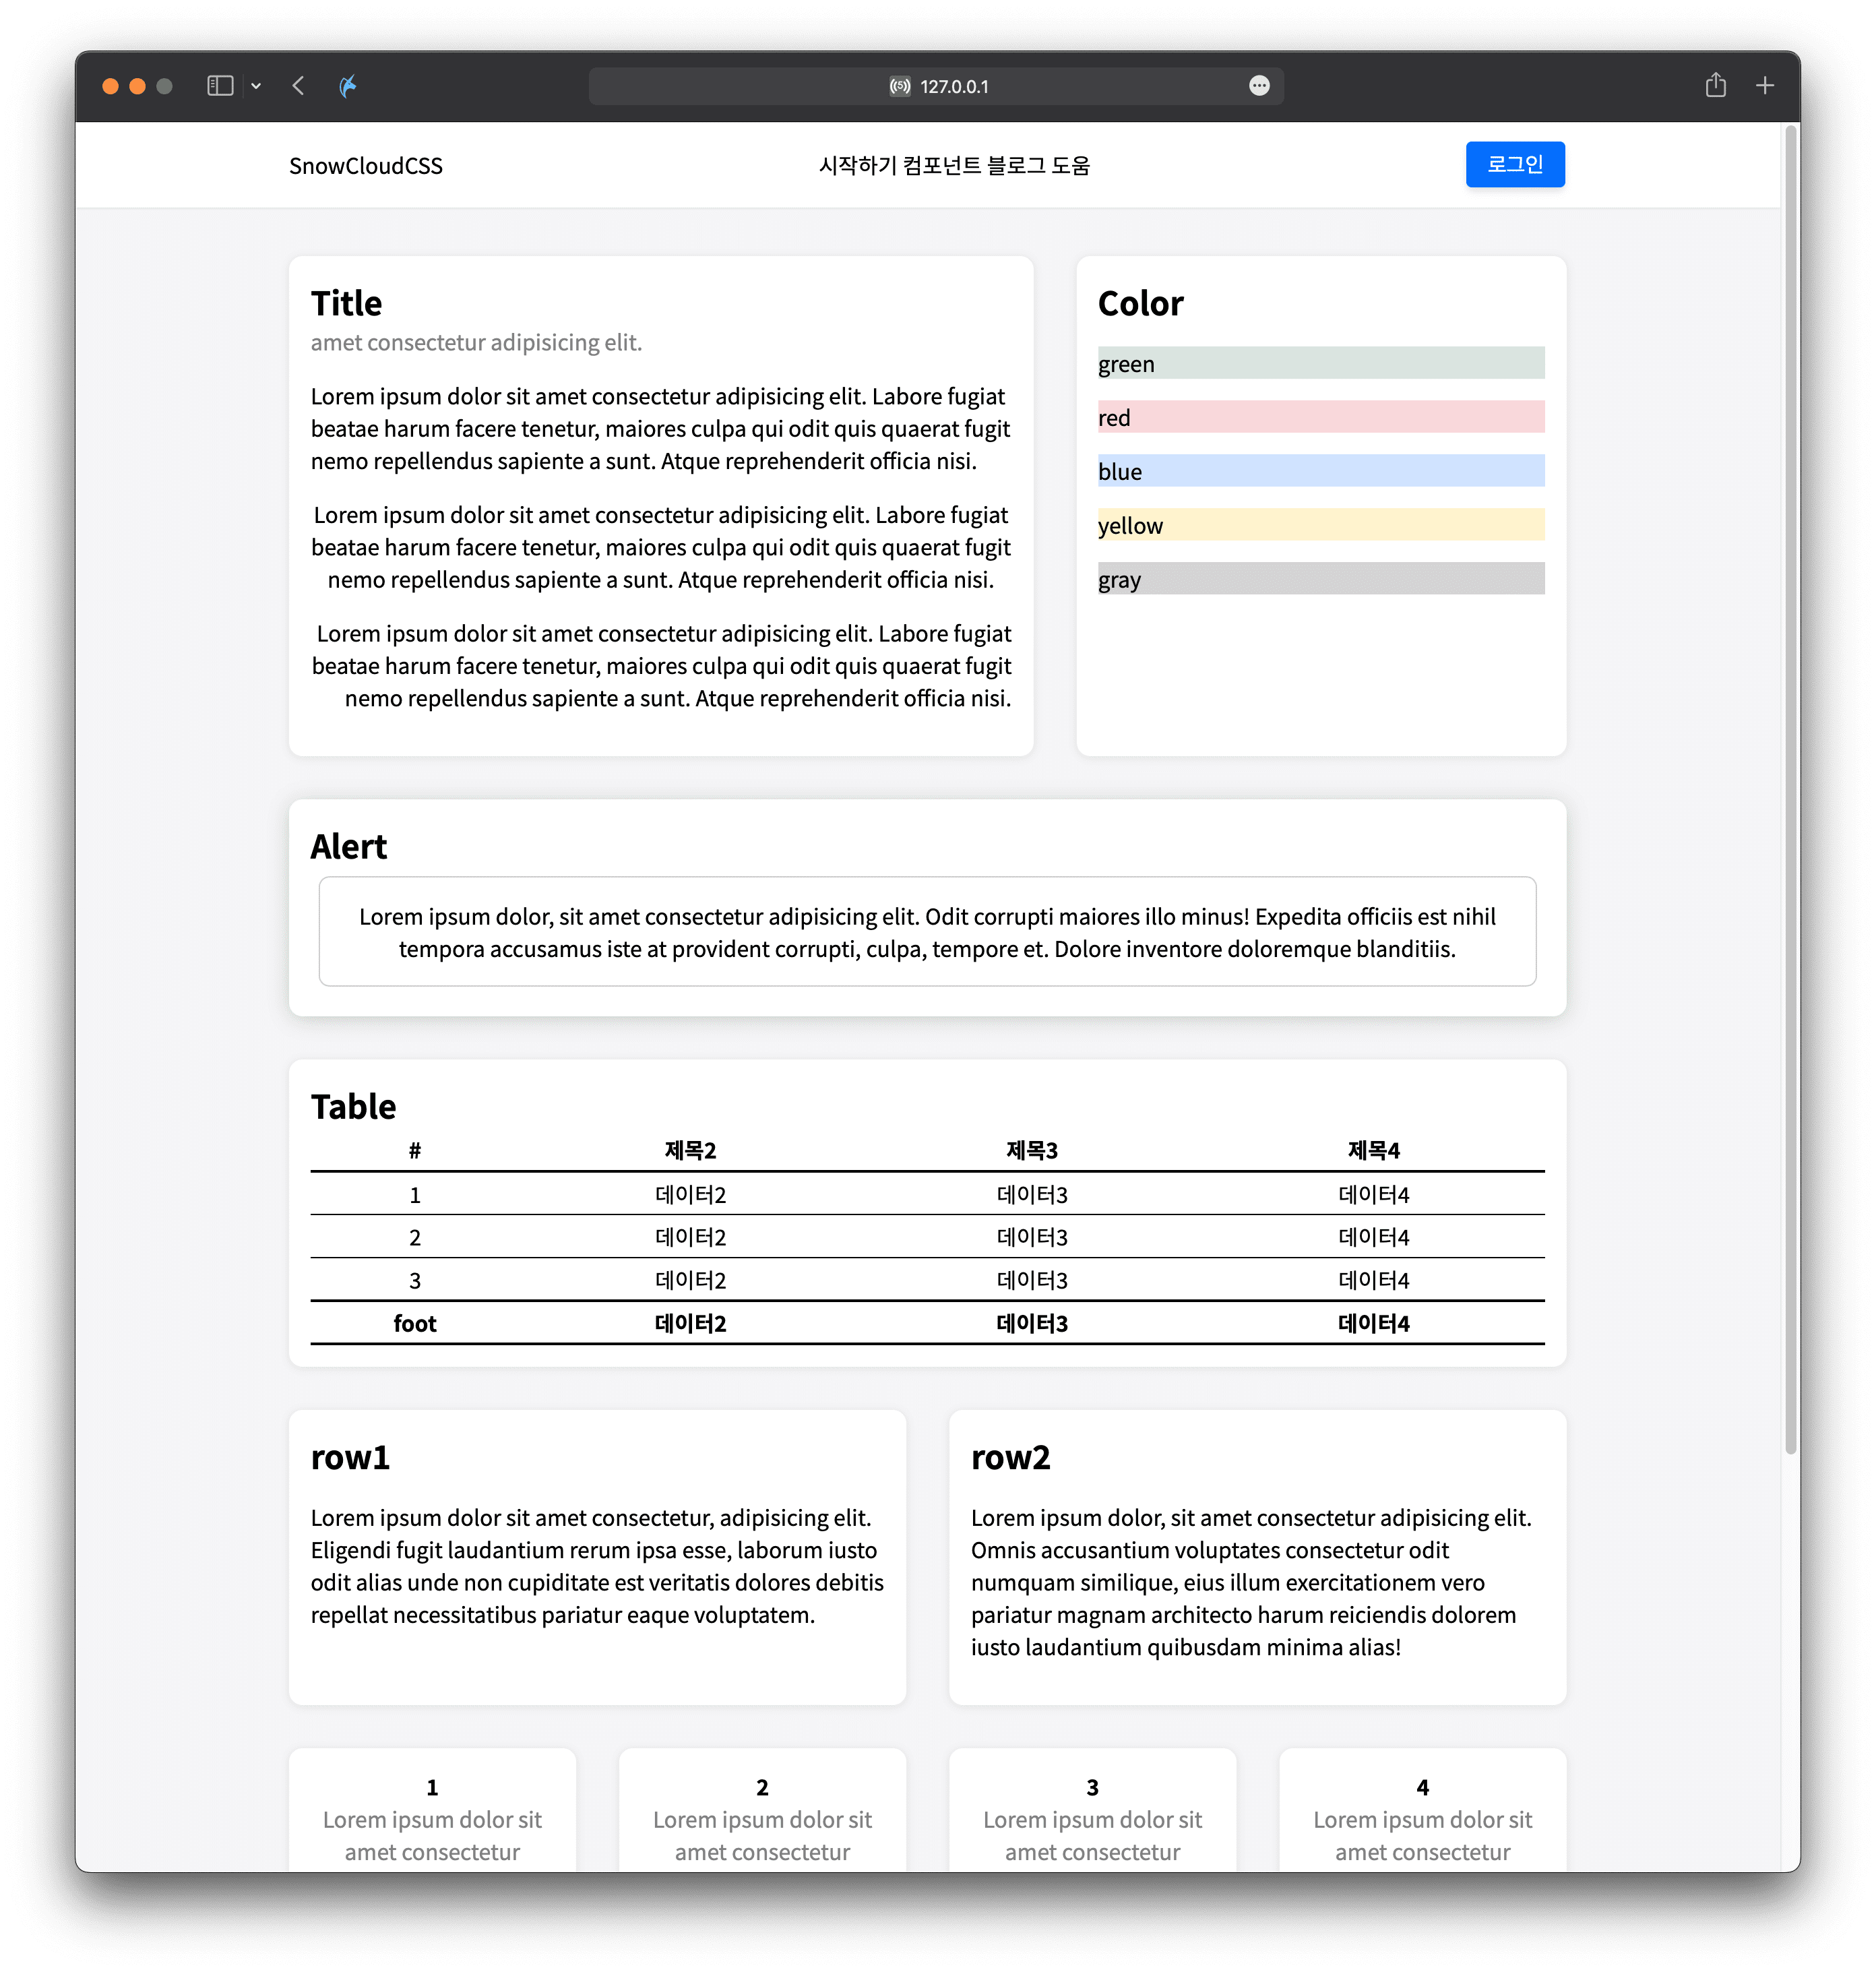 127.0.0.1
SnowCloudCSS
시작하기 컴포넌트 블로그 도움
로그인
Title
amet consectetur adipisicing elit.
Lorem ipsum dolor sit amet consectetur adipisicing elit. Labore fugiat
beatae harum facere tenetur, maiores culpa qui odit quis quaerat fugit
nemo repellendus sapiente a sunt. Atque reprehenderit officia nisi.
Lorem ipsum dolor sit amet consectetur adipisicing elit. Labore fugiat
beatae harum facere tenetur, maiores culpa qui odit quis quaerat fugit
nemo repellendus sapiente a sunt. Atque reprehenderit officia nisi.
Lorem ipsum dolor sit amet consectetur adipisicing elit. Labore fugiat
beatae harum facere tenetur, maiores culpa qui odit quis quaerat fugit
nemo repellendus sapiente a sunt. Atque reprehenderit officia nisi.
Color
green
red
blue
yellow
gray
Alert
Lorem ipsum dolor, sit amet consectetur adipisicing elit. Odit corrupti maiores illo minus! Expedita officiis est nihil
tempora accusamus iste at provident corrupti, culpa, tempore et. Dolore inventore doloremque blanditiis.
Table
# 제목2 제목3 제목4
1 데이터2 데이터3 데이터4
2 데이터2 데이터3 데이터4
3 데이터2 데이터3 데이터4
foot 데이터2 데이터3 데이터4
row1
Lorem ipsum dolor sit amet consectetur, adipisicing elit.
Eligendi fugit laudantium rerum ipsa esse, laborum iusto
odit alias unde non cupiditate est veritatis dolores debitis
repellat necessitatibus pariatur eaque voluptatem.
row2
Lorem ipsum dolor, sit amet consectetur adipisicing elit.
Omnis accusantium voluptates consectetur odit
numquam similique, eius illum exercitationem vero
pariatur magnam architecto harum reiciendis dolorem
iusto laudantium quibusdam minima alias!
1
Lorem ipsum dolor sit
amet consectetur
2
Lorem ipsum dolor sit
amet consectetur
3
Lorem ipsum dolor sit
amet consectetur
4
Lorem ipsum dolor sit
amet consectetur